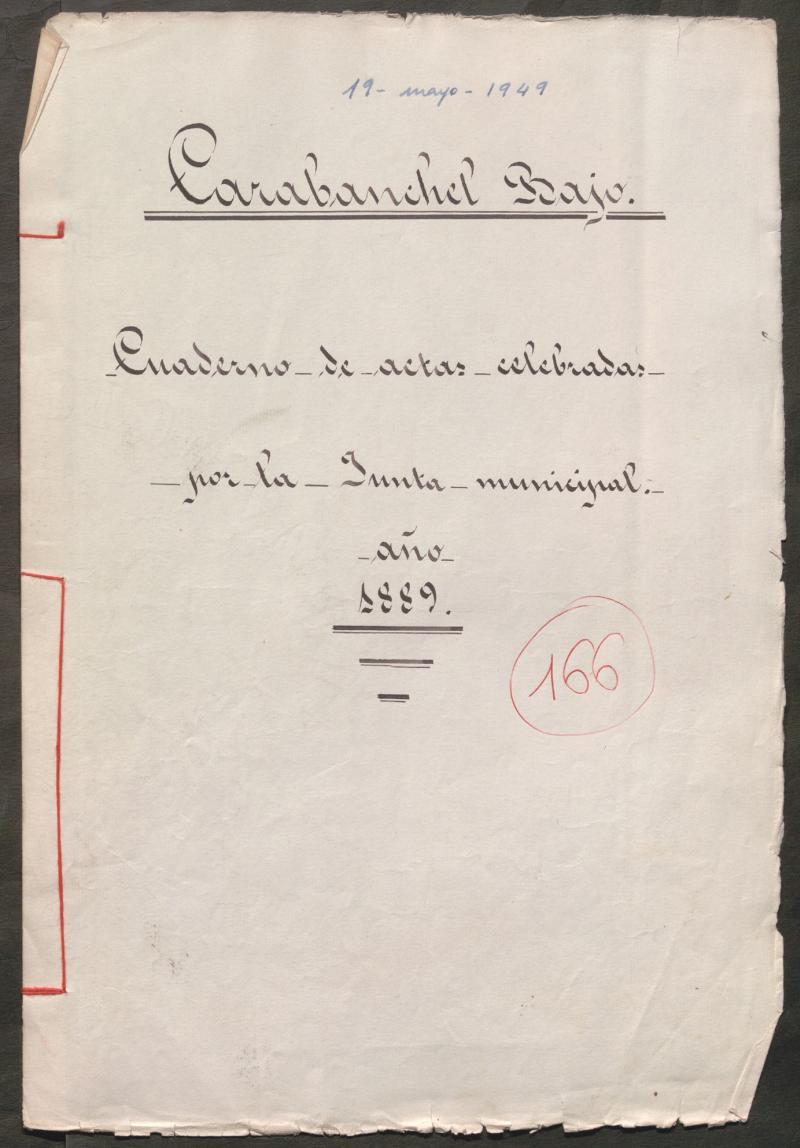 19 - mayo - 1949
Carabanchel Bajo.
Cuaderno de actas celebradas
por la Junta municipal.
año
1889.
166